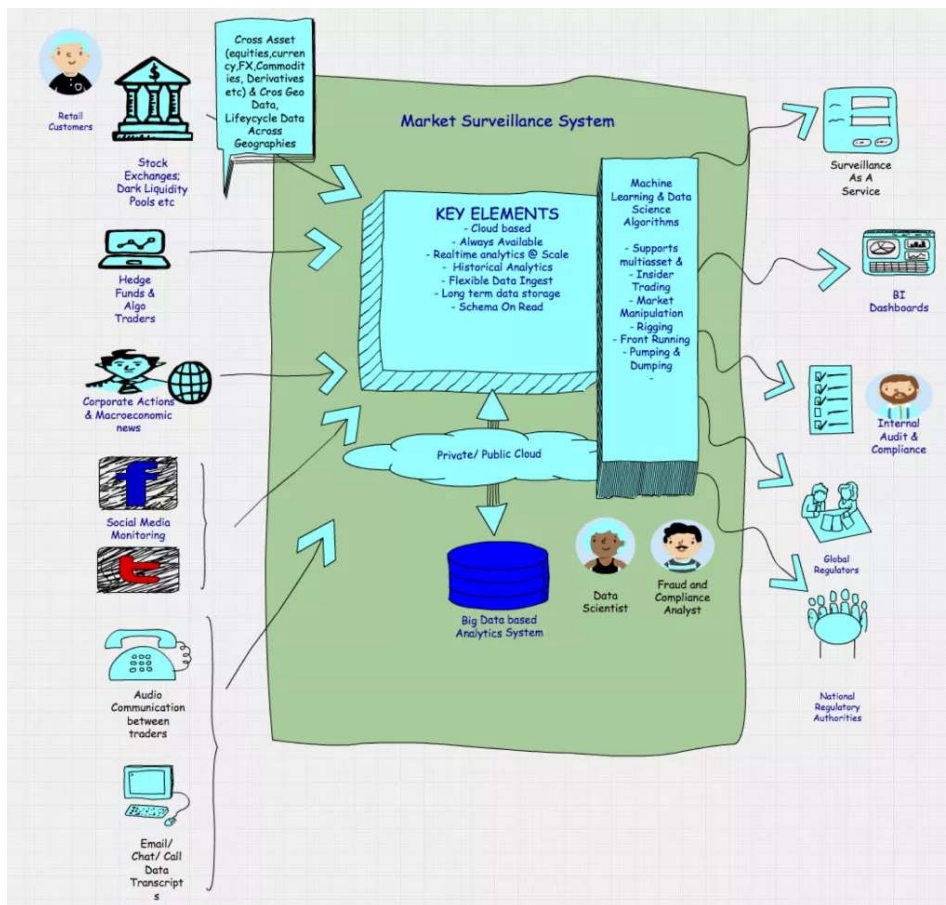 Retail
Customers
Stock
Exchanges;
Dark Liquidity
Pools etc
Cross Asset
(equities,curren
cy,FX,Commodit
ies, Derivatives
etc) & Cros Geo
Data,
Lifeycycle Data
Across
Geographies
Hedge
Funds &
Algo
Traders
Corporate Actions
& Macroeconomic
news
Social Media
Monitoring
Audio
Communication
between
traders
Email/
Chat/ Call
Data
Transcript
s
Market Surveillance System
KEY ELEMENTS
- Cloud based
- Always Available
- Realtime analytics @ Scale
- Historical Analytics
- Flexible Data Ingest
- Long term data storage
- Schema On Read
Private/ Public Cloud
Big Data based
Analytics System
Machine
Learning & Data
Science
Algorithms
- Supports
multiasset &
- Insider
Trading
- Market
Manipulation
- Rigging
- Front Running
- Pumping &
Dumping
-
Data
Scientist
Fraud and
Compliance
Analyst
Surveillance
As A
Service
BI
Dashboards
Internal
Audit &
Compliance
Global
Regulators
National
Regulatory
Authorities